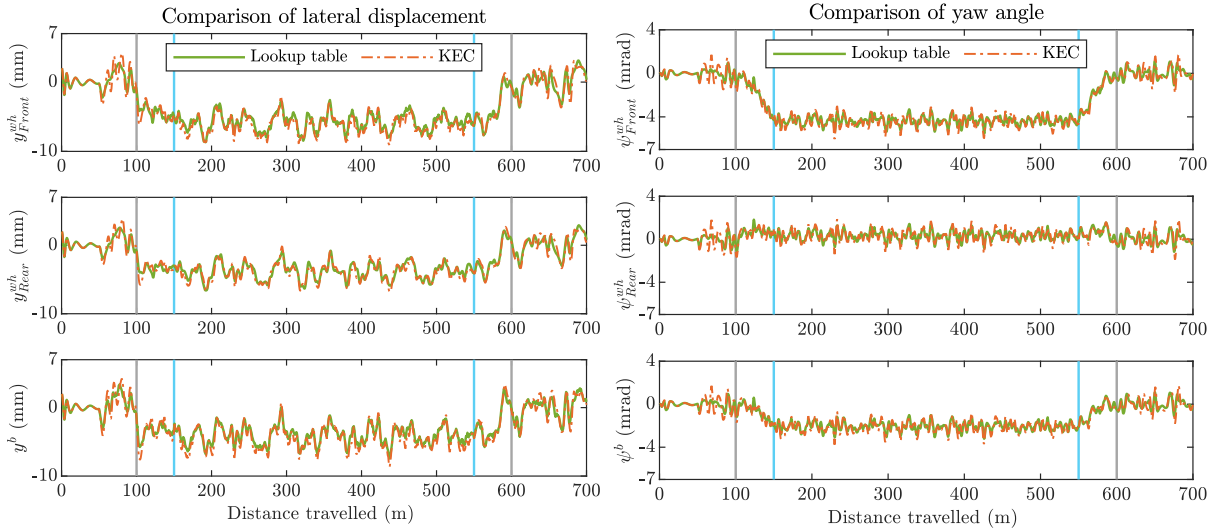 Comparison of lateral displacement
7
0
-10
y^{wh}_{Front} (mm)
Lookup table KEC
0 100 200 300 400 500 600 700
7
0
-10
y^{wh}_{Rear} (mm)
0 100 200 300 400 500 600 700
7
0
-10
y^b (mm)
0 100 200 300 400 500 600 700
Distance travelled (m)
Comparison of yaw angle
4
0
-4
-7
ψ^{wh}_{Front} (mrad)
Lookup table KEC
0 100 200 300 400 500 600 700
4
0
-4
-7
ψ^{wh}_{Rear} (mrad)
0 100 200 300 400 500 600 700
4
0
-4
-7
ψ^b (mrad)
0 100 200 300 400 500 600 700
Distance travelled (m)